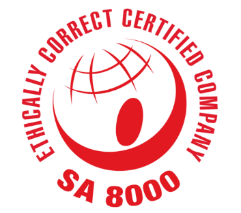 ETHICALLY CORRECT CERTIFIED COMPANY
SA 8000